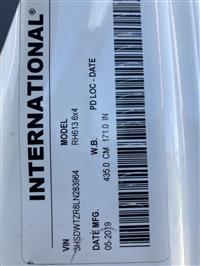 INTERNATIONAL®
MODEL
RH613 6x4
PD LOC - DATE
VIN
3HSDWTZR8LN283964
W.B.
435.0 CM 171.0 IN
DATE MFG.
05-2019